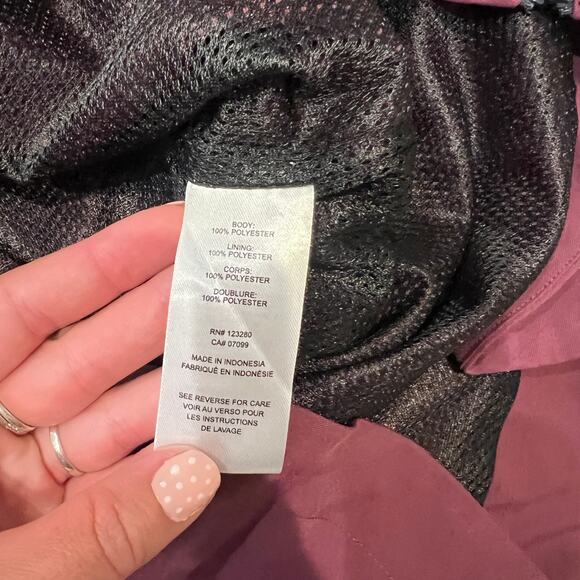 BODY:
100% POLYESTER
LINING:
100% POLYESTER
CORPS:
100% POLYESTER
DOUBLURE:
100% POLYESTER
RN# 123280
CA# 07099
MADE IN INDONESIA
FABRIQUÉ EN INDONÉSIE
SEE REVERSE FOR CARE
VOIR AU VERSO POUR
LES INSTRUCTIONS
DE LAVAGE